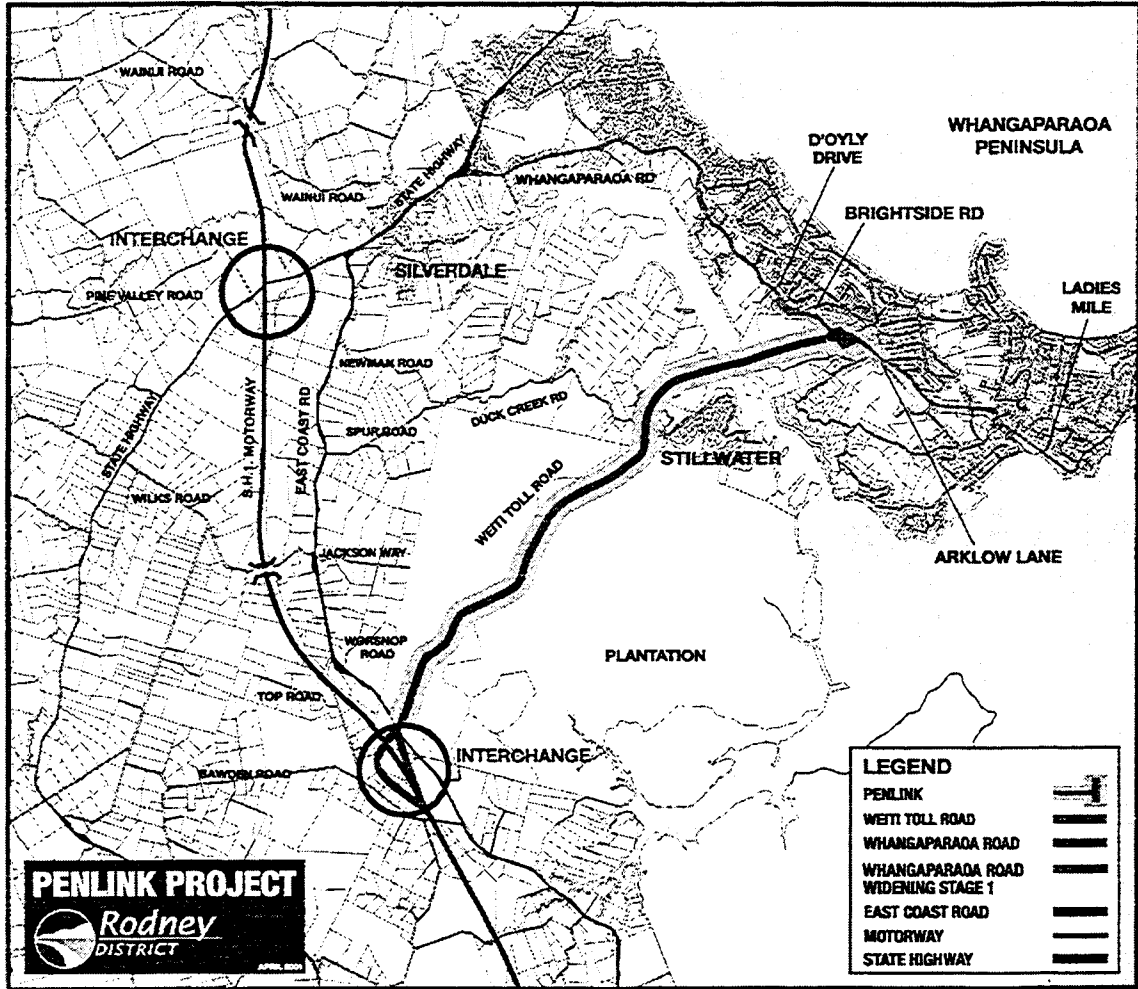 WAINUI ROAD
WHANGAPARAOA
PENINSULA
D'OYLY
DRIVE
STATE HIGHWAY
WHANGAPARAOA RD
WAINUI ROAD
BRIGHTSIDE RD
INTERCHANGE
SILVERDALE
PINE VALLEY ROAD
LADIES
MILE
NEWMAN ROAD
S.H.1. MOTORWAY
EAST COAST RD
DUCK CREEK RD
SPUR ROAD
STATE HIGHWAY
STILLWATER
WEITI TOLL ROAD
WILKS ROAD
JACKSON WAY
ARKLOW LANE
WORSNOP
ROAD
PLANTATION
TOP ROAD
INTERCHANGE
BAWDEN ROAD
LEGEND
PENLINK
WEITI TOLL ROAD
WHANGAPARAOA ROAD
WHANGAPARAOA ROAD
WIDENING STAGE 1
EAST COAST ROAD
MOTORWAY
STATE HIGHWAY
PENLINK PROJECT
Rodney
DISTRICT